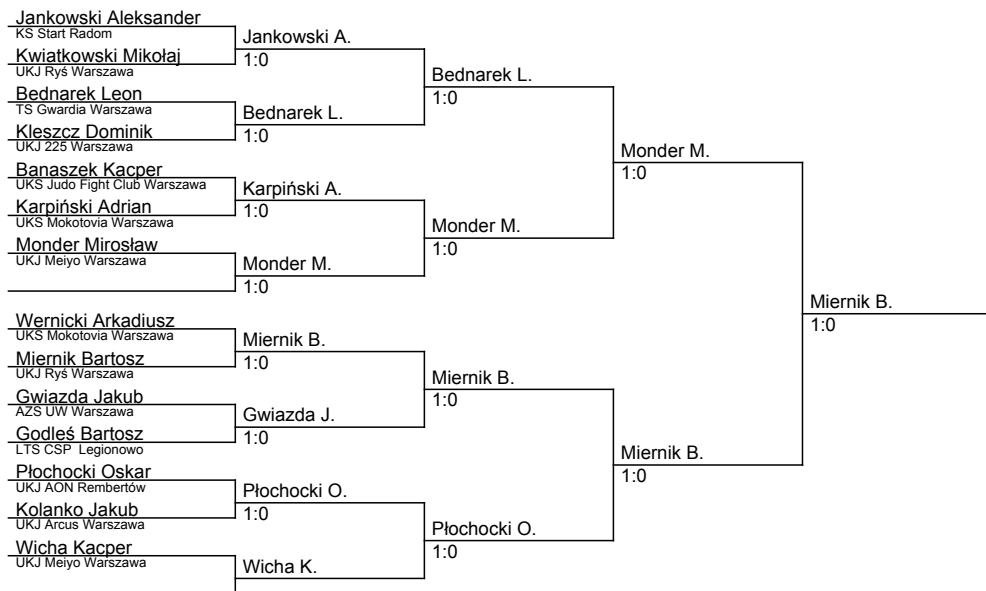 Jankowski Aleksander
KS Start Radom
Kwiatkowski Mikołaj
UKJ Ryś Warszawa
Bednarek Leon
TS Gwardia Warszawa
Kleszcz Dominik
UKJ 225 Warszawa
Banaszek Kacper
UKS Judo Fight Club Warszawa
Karpiński Adrian
UKS Mokotovia Warszawa
Monder Mirosław
UKJ Meiyo Warszawa
Wernicki Arkadiusz
UKS Mokotovia Warszawa
Miernik Bartosz
UKJ Ryś Warszawa
Gwiazda Jakub
AZS UW Warszawa
Godleś Bartosz
LTS CSP Legionowo
Płochocki Oskar
UKJ AON Rembertów
Kolanko Jakub
UKJ Arcus Warszawa
Wicha Kacper
UKJ Meiyo Warszawa
Jankowski A.
1:0
Bednarek L.
1:0
Karpiński A.
1:0
Monder M.
1:0
Miernik B.
1:0
Gwiazda J.
1:0
Płochocki O.
1:0
Wicha K.
Bednarek L.
1:0
Monder M.
1:0
Miernik B.
1:0
Płochocki O.
1:0
Monder M.
1:0
Miernik B.
1:0
Miernik B.
1:0